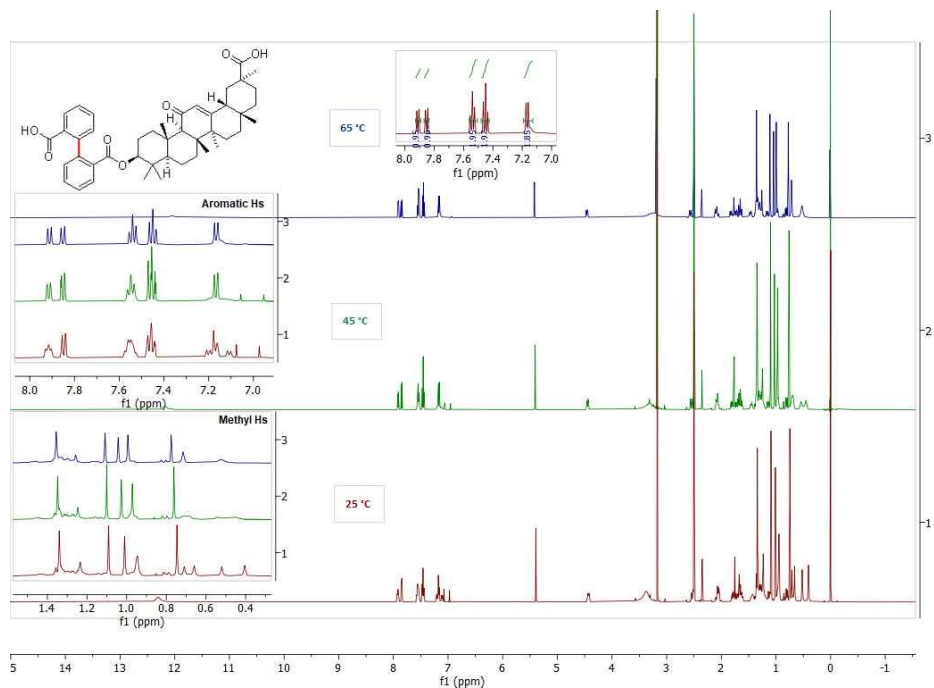 OH
O
O
H
HO
O
O
O
H
H
65 °C
0.95
0.96
1.95
1.93
1.85
8.0 7.8 7.6 7.4 7.2 7.0
f1 (ppm)
3
Aromatic Hs
3
2
1
8.0 7.8 7.6 7.4 7.2 7.0
f1 (ppm)
45 °C
2
Methyl Hs
3
2
1
1.4 1.2 1.0 0.8 0.6 0.4
f1 (ppm)
25 °C
1
15 14 13 12 11 10 9 8 7 6 5 4 3 2 1 0 -1
f1 (ppm)